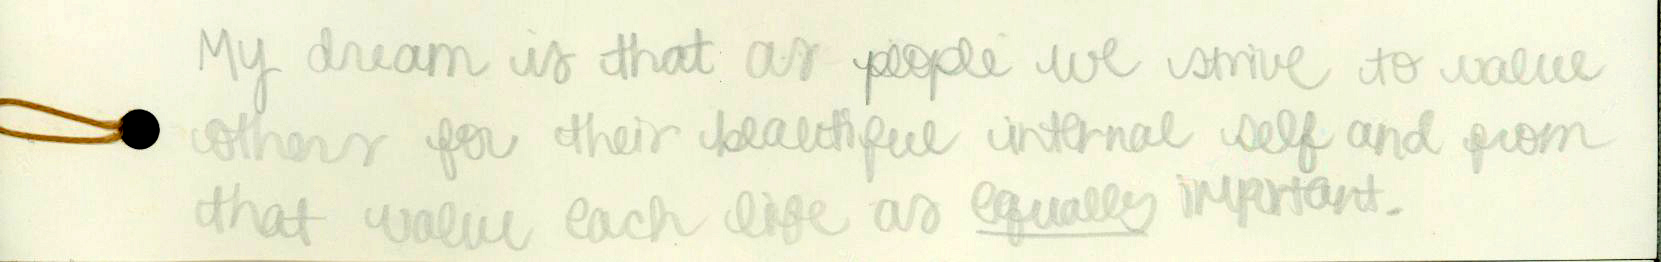 My dream is that as people we strive to value
others for their beautiful internal self and from
that value each life as equally important.